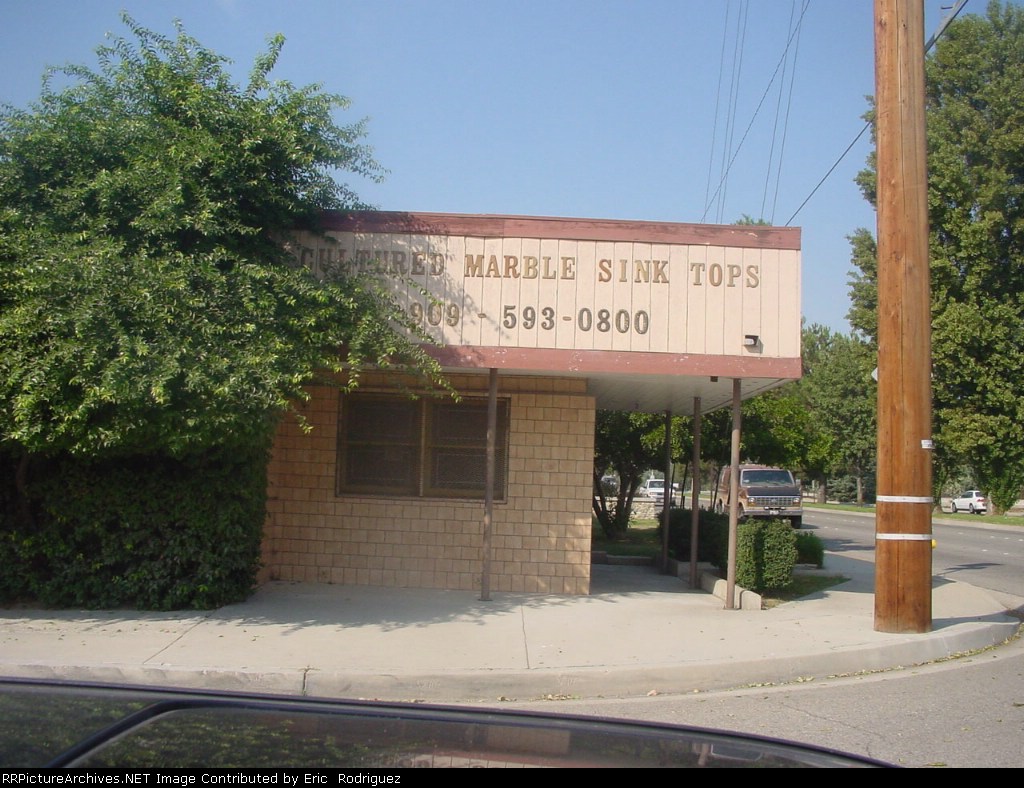 CULTURED MARBLE SINK TOPS
909 - 593-0800
RRPictureArchives.NET Image Contributed by Eric Rodriguez